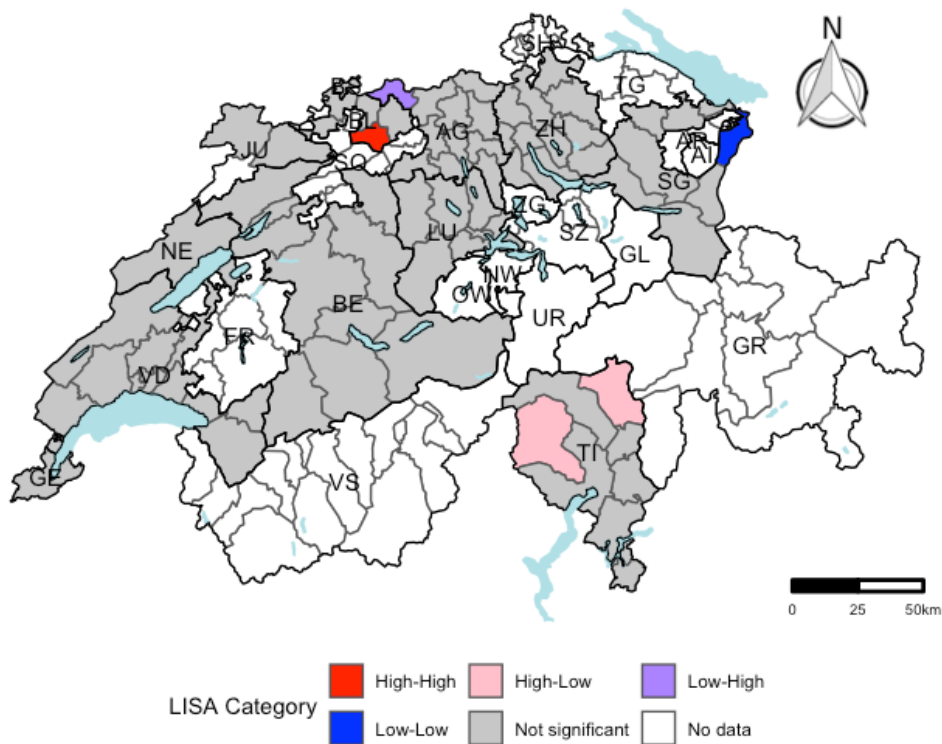 N
SH
TG
BS
BL
AG
ZH
JU
SO
AR
AI
SG
ZG
LU
SZ
NE
GL
NW
OW
BE
UR
FR
GR
VD
TI
GE
VS
0 25 50km
LISA Category
High-High High-Low Low-High
Low-Low Not significant No data